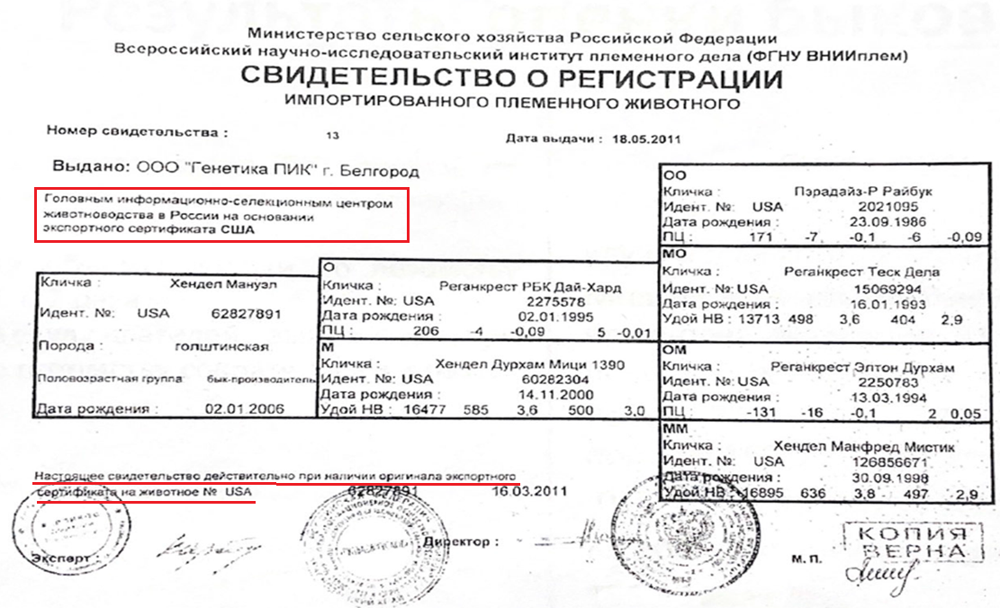 Министерство сельского хозяйства Российской Федерации
Всероссийский научно-исследовательский институт племенного дела (ФГНУ ВНИИплем)
СВИДЕТЕЛЬСТВО О РЕГИСТРАЦИИ
ИМПОРТИРОВАННОГО ПЛЕМЕННОГО ЖИВОТНОГО
Номер свидетельства : 13 Дата выдачи : 18.05.2011
Выдано: ООО "Генетика ПИК" г. Белгород
Головным информационно-селекционным центром
животноводства в России на основании
экспортного сертификата США
Кличка : Хендел Мануэл
Идент. №: USA 62827891
Порода : голштинская
Половозрастная группа : бык-производитель
Дата рождения : 02.01.2006
О
Кличка : Реганкрест РБК Дай-Хард
Идент. №: USA 2275578
Дата рождения : 02.01.1995
ПЦ : 206 -4 -0,09 5 -0,01
М
Кличка : Хендел Дурхам Мици 1390
Идент. №: USA 60282304
Дата рождения : 14.11.2000
Удой НВ : 16477 585 3,6 500 3,0
ОО
Кличка : Пэрадайз-Р Райбук
Идент. №: USA 2021095
Дата рождения : 23.09.1986
ПЦ : 171 -7 -0,1 -6 -0,09
МО
Кличка : Реганкрест Теск Дела
Идент. №: USA 15069294
Дата рождения : 16.01.1993
Удой НВ : 13713 498 3,6 404 2,9
ОМ
Кличка : Реганкрест Элтон Дурхам
Идент. №: USA 2250783
Дата рождения : 13.03.1994
ПЦ : -131 -16 -0,1 2 0,05
ММ
Кличка : Хендел Манфред Мистик
Идент. №: USA 126856671
Дата рождения : 30.09.1998
Удой НВ : 16895 636 3,8 497 2,9
Настоящее свидетельство действительно при наличии оригинала экспортного
сертификата на животное № USA 62827891 16.03.2011
Эксперт : Директор : М. П.
КОПИЯ
ВЕРНА